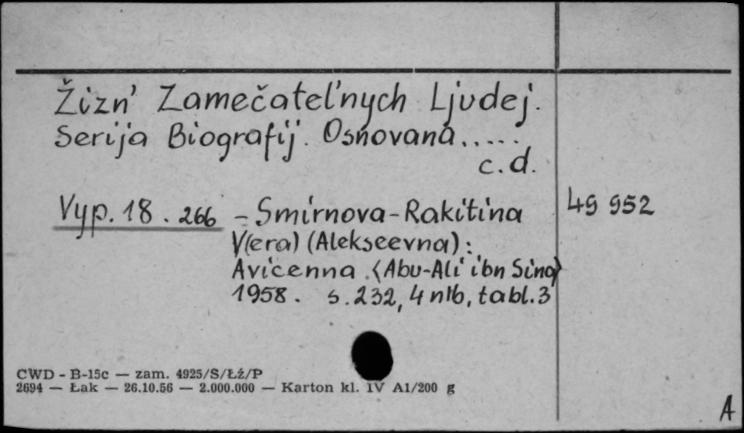 Žizń Zamečatel'nych Ljudej.
Serija Biografij. Osnovana.....
c.d.
Vyp. 18. 266 – Smirnova-Rakitina 49 952
V(era) (Alekseevna):
Avicenna. <Abu-Ali ibn Sina>
1958. s. 232, 4 nlb, tabl. 3
CWD - B-15c — zam. 4925/S/Łź/P
2694 — Łak — 26.10.56 — 2.000.000 — Karton kl. IV A1/200 g
A